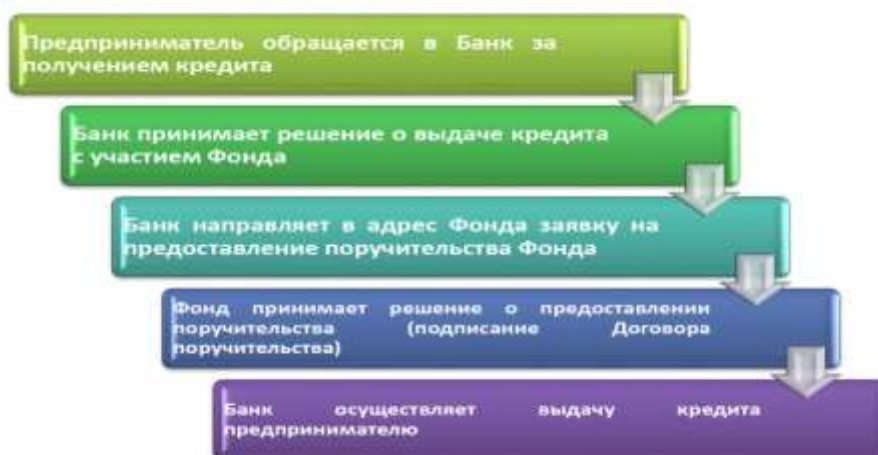 Предприниматель обращается в Банк за
получением кредита
Банк принимает решение о выдаче кредита
с участием Фонда
Банк направляет в адрес Фонда заявку на
предоставление поручительства Фонда
Фонд принимает решение о предоставлении
поручительства (подписание Договора
поручительства)
Банк осуществляет выдачу кредита
предпринимателю